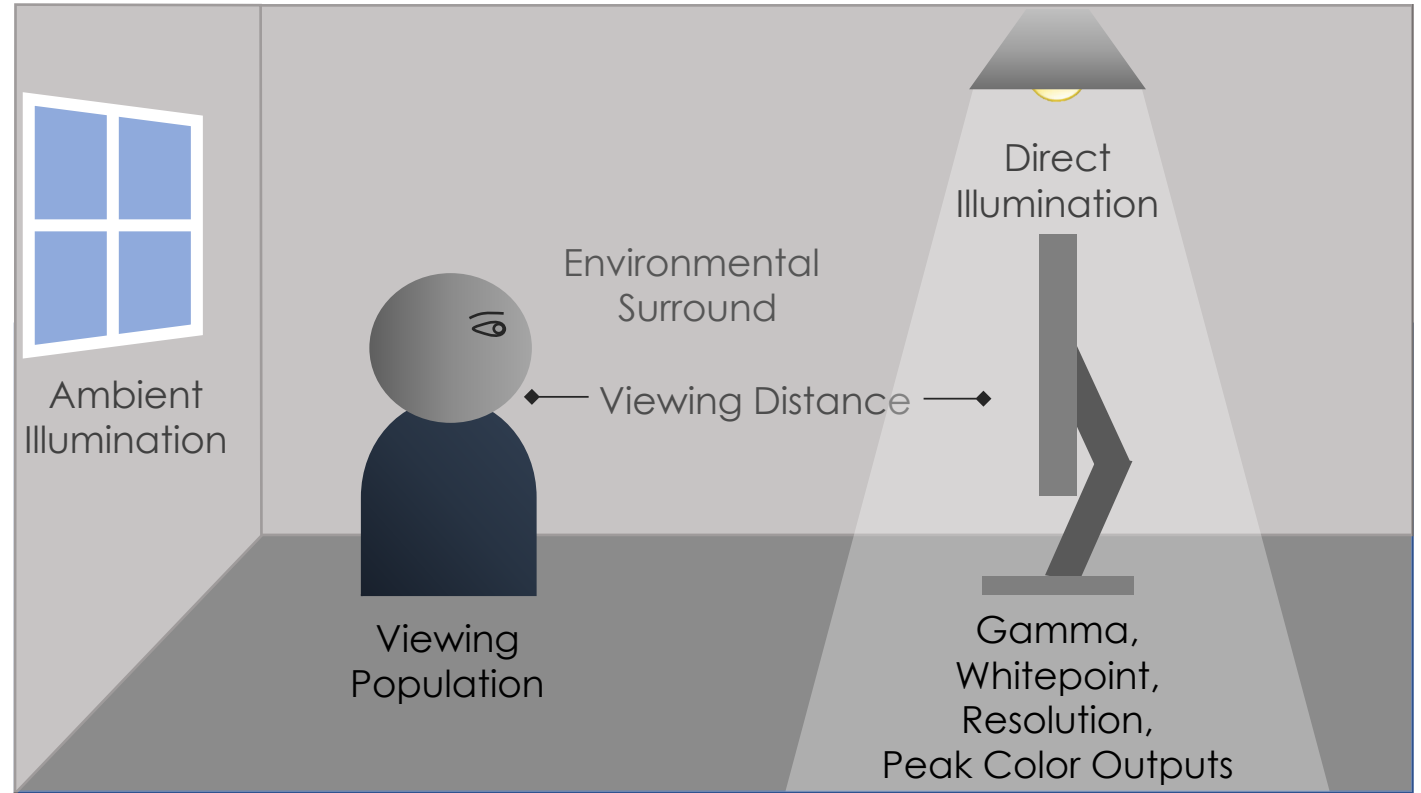 Direct
Illumination
Environmental
Surround
Ambient
Illumination
Viewing Distance
Viewing
Population
Gamma,
Whitepoint,
Resolution,
Peak Color Outputs